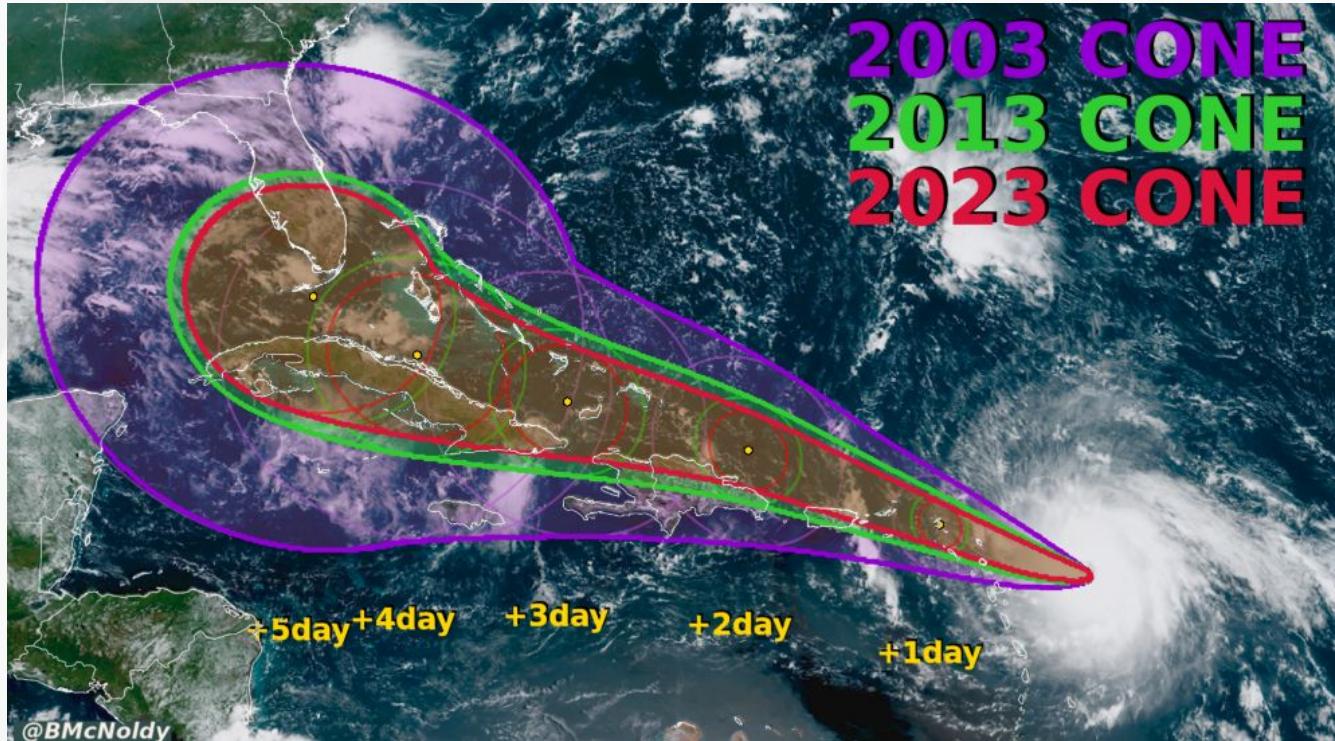 2003 CONE
2013 CONE
2023 CONE
+5day
+4day
+3day
+2day
+1day
@BMcNoldy